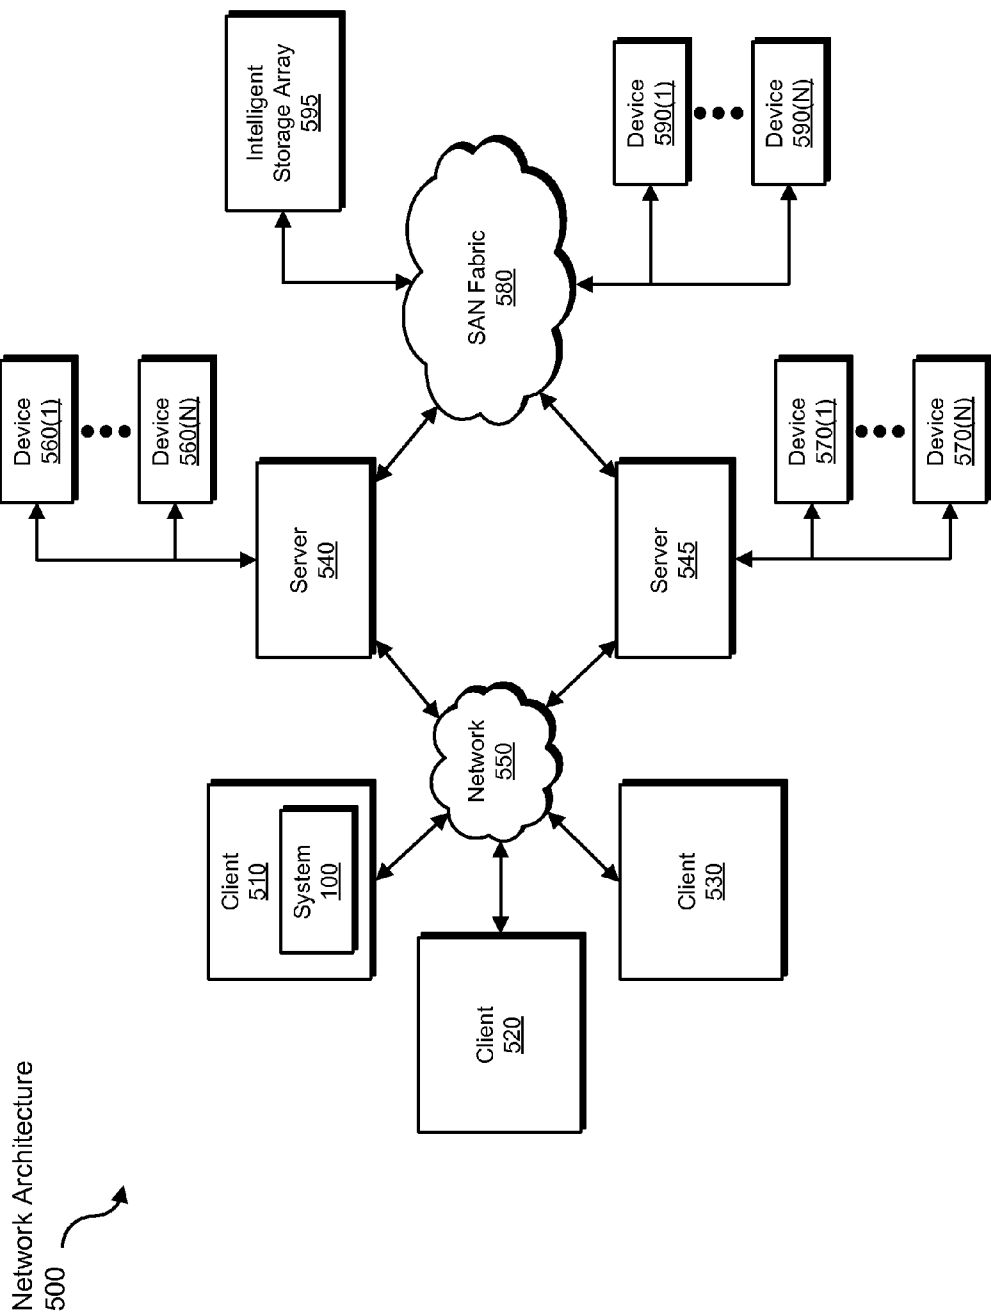 Network Architecture
500
Client
510
System
100
Client
520
Client
530
Network
550
Server
540
Server
545
Device
560(1)
Device
560(N)
Device
570(1)
Device
570(N)
SAN Fabric
580
Intelligent
Storage Array
595
Device
590(1)
Device
590(N)